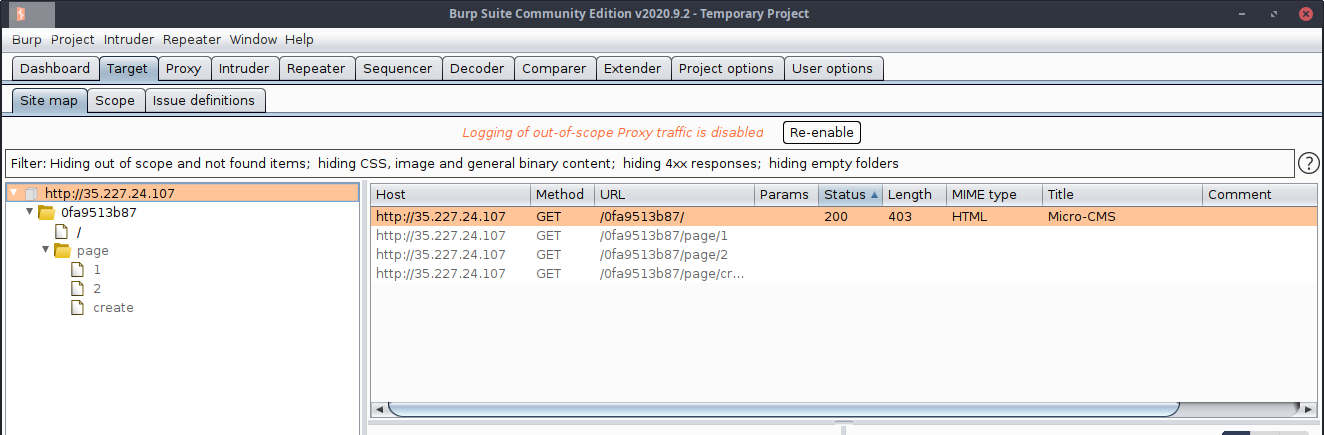 Burp Suite Community Edition v2020.9.2 - Temporary Project
Burp Project Intruder Repeater Window Help
Dashboard Target Proxy Intruder Repeater Sequencer Decoder Comparer Extender Project options User options
Site map Scope Issue definitions
Logging of out-of-scope Proxy traffic is disabled Re-enable
Filter: Hiding out of scope and not found items; hiding CSS, image and general binary content; hiding 4xx responses; hiding empty folders ?
http://35.227.24.107
0fa9513b87
/
page
1
2
create
Host Method URL Params Status Length MIME type Title Comment
http://35.227.24.107 GET /0fa9513b87/ 200 403 HTML Micro-CMS
http://35.227.24.107 GET /0fa9513b87/page/1
http://35.227.24.107 GET /0fa9513b87/page/2
http://35.227.24.107 GET /0fa9513b87/page/cr...